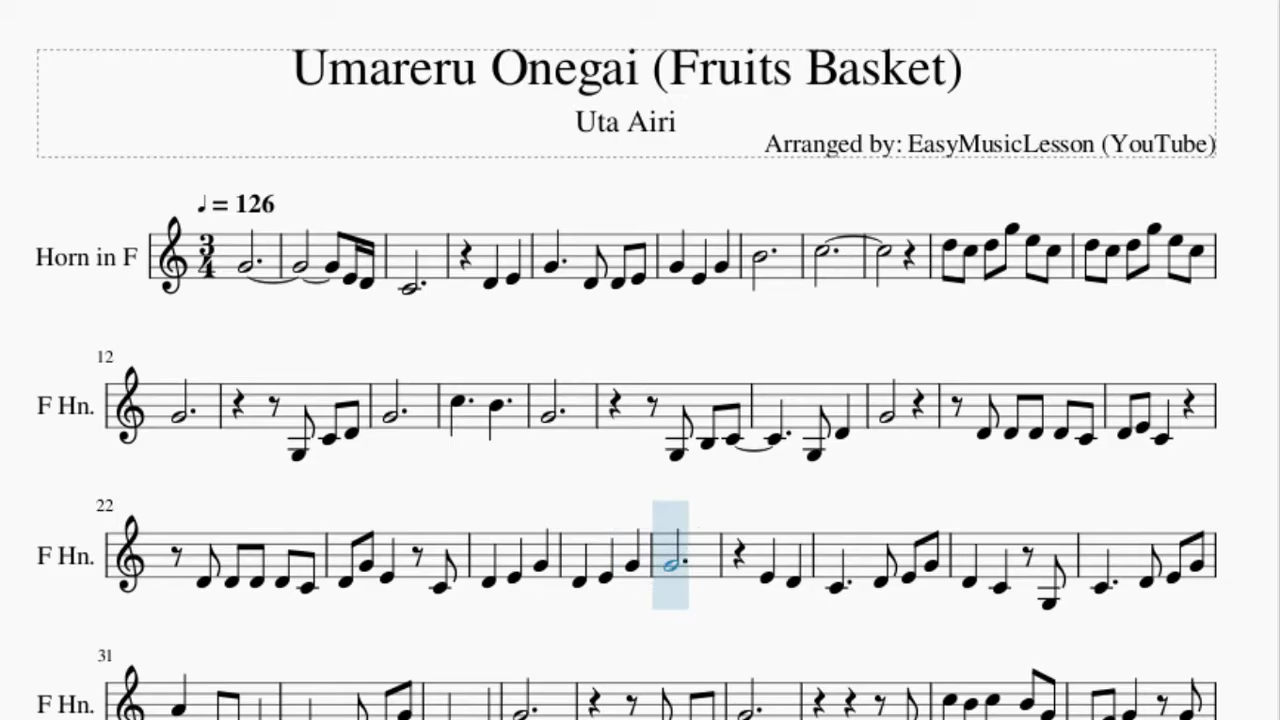 Umareru Onegai (Fruits Basket)
Uta Airi
Arranged by: EasyMusicLesson (YouTube)
♩ = 126
Horn in F
3
4
12
F Hn.
22
F Hn.
31
F Hn.